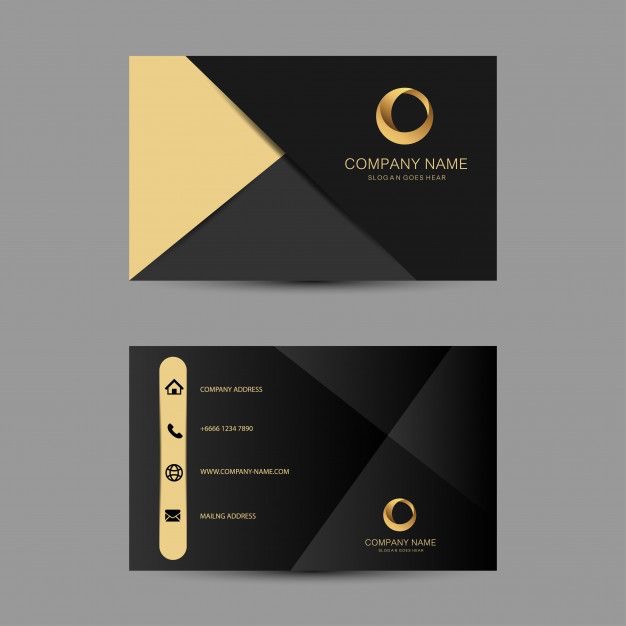 COMPANY NAME
SLOGAN GOES HEAR
COMPANY ADDRESS
+6666 1234 7890
WWW.COMPANY-NAME.COM
MAILNG ADDRESS
COMPANY NAME
SLOGAN GOES HEAR